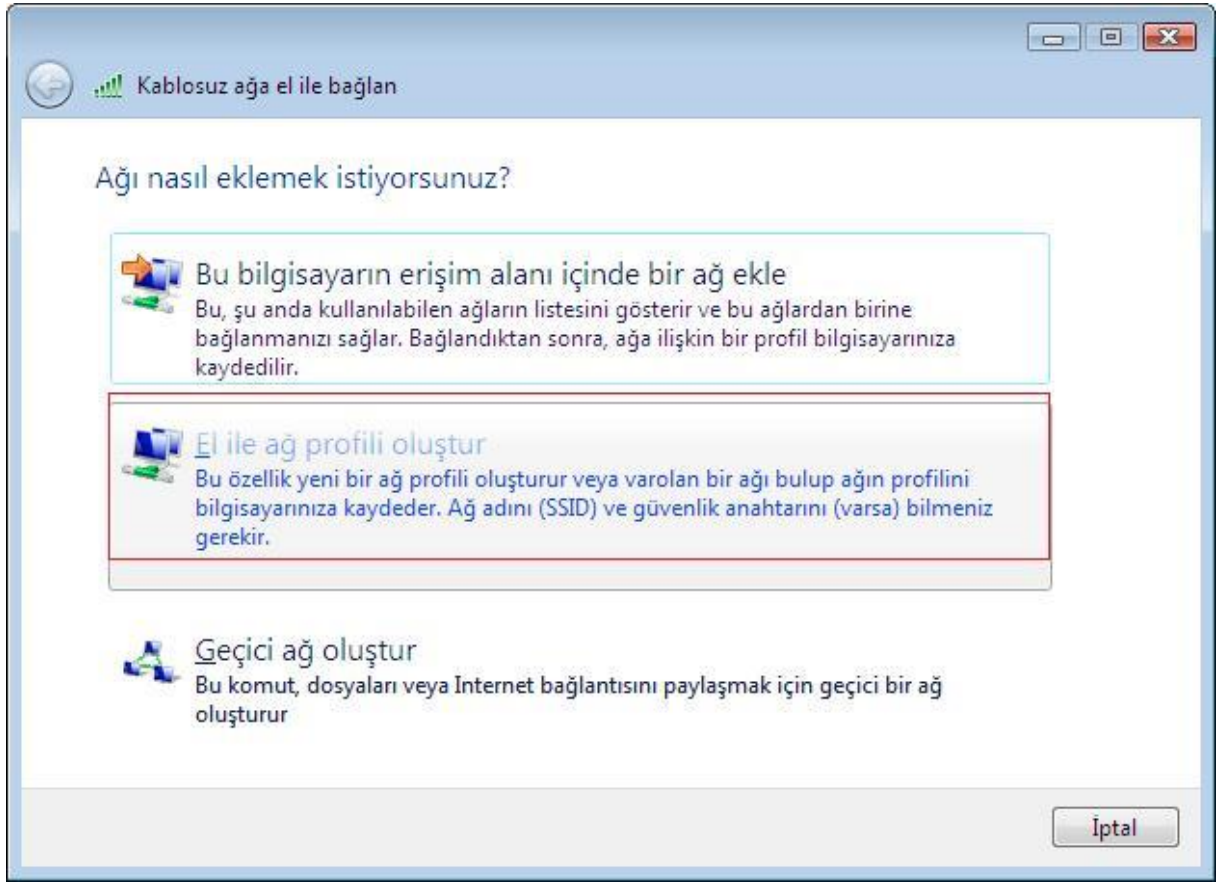 Kablosuz ağa el ile bağlan
Ağı nasıl eklemek istiyorsunuz?
Bu bilgisayarın erişim alanı içinde bir ağ ekle
Bu, şu anda kullanılabilen ağların listesini gösterir ve bu ağlardan birine
bağlanmanızı sağlar. Bağlandıktan sonra, ağa ilişkin bir profil bilgisayarınıza
kaydedilir.
El ile ağ profili oluştur
Bu özellik yeni bir ağ profili oluşturur veya varolan bir ağı bulup ağın profilini
bilgisayarınıza kaydeder. Ağ adını (SSID) ve güvenlik anahtarını (varsa) bilmeniz
gerekir.
Geçici ağ oluştur
Bu komut, dosyaları veya Internet bağlantısını paylaşmak için geçici bir ağ
oluşturur
İptal